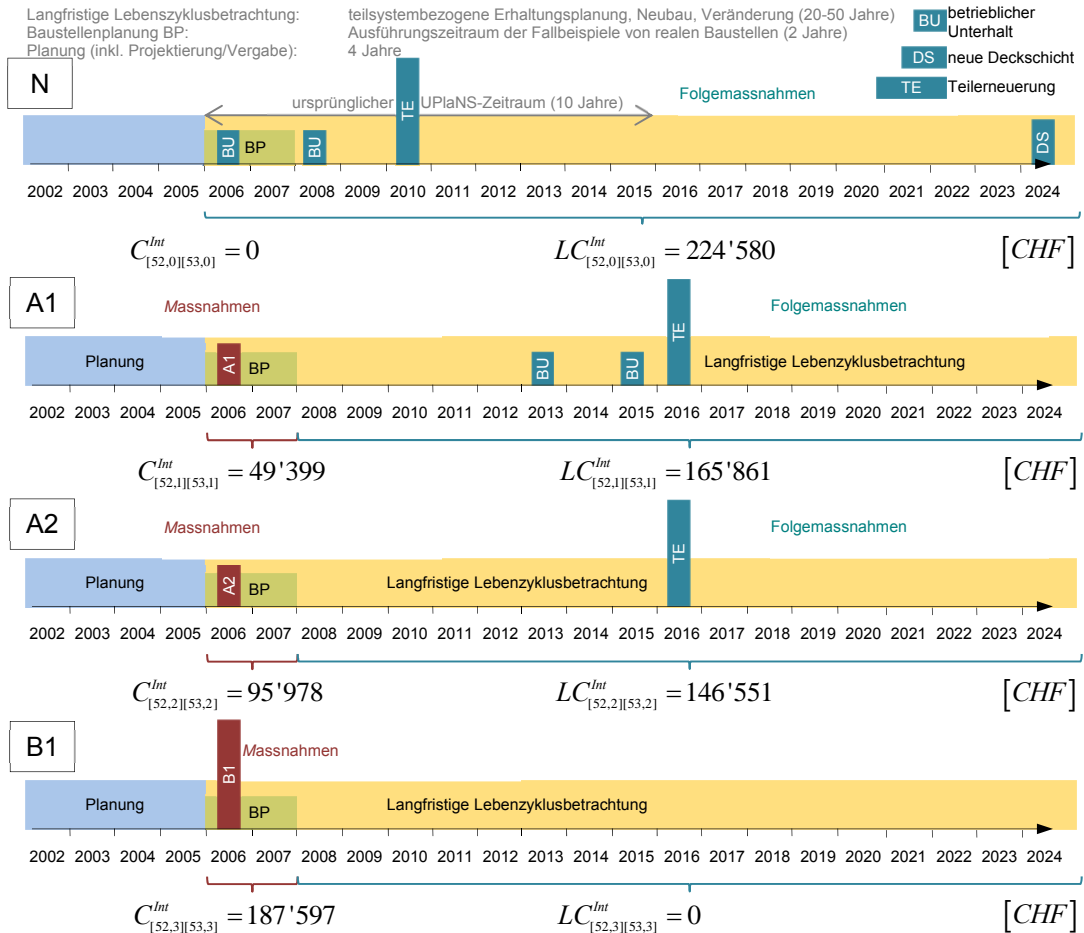 Langfristige Lebenszyklusbetrachtung: teilsystembezogene Erhaltungsplanung, Neubau, Veränderung (20-50 Jahre)
Baustellenplanung BP: Ausführungszeitraum der Fallbeispiele von realen Baustellen (2 Jahre)
Planung (inkl. Projektierung/Vergabe): 4 Jahre
BU betrieblicher Unterhalt
DS neue Deckschicht
TE Teilerneuerung
N
ursprünglicher UPlaNS-Zeitraum (10 Jahre)
Folgemassnahmen
BU BP BU TE DS
2002 2003 2004 2005 2006 2007 2008 2009 2010 2011 2012 2013 2014 2015 2016 2017 2018 2019 2020 2021 2022 2023 2024
C^{Int}_{[52,0][53,0]} = 0 LC^{Int}_{[52,0][53,0]} = 224'580 [CHF]
A1
Massnahmen Folgemassnahmen
Planung A1 BP BU BU TE Langfristige Lebenzyklusbetrachtung
2002 2003 2004 2005 2006 2007 2008 2009 2010 2011 2012 2013 2014 2015 2016 2017 2018 2019 2020 2021 2022 2023 2024
C^{Int}_{[52,1][53,1]} = 49'399 LC^{Int}_{[52,1][53,1]} = 165'861 [CHF]
A2
Massnahmen Folgemassnahmen
Planung A2 BP Langfristige Lebenzyklusbetrachtung TE
2002 2003 2004 2005 2006 2007 2008 2009 2010 2011 2012 2013 2014 2015 2016 2017 2018 2019 2020 2021 2022 2023 2024
C^{Int}_{[52,2][53,2]} = 95'978 LC^{Int}_{[52,2][53,2]} = 146'551 [CHF]
B1
Massnahmen
Planung B1 BP Langfristige Lebenzyklusbetrachtung
2002 2003 2004 2005 2006 2007 2008 2009 2010 2011 2012 2013 2014 2015 2016 2017 2018 2019 2020 2021 2022 2023 2024
C^{Int}_{[52,3][53,3]} = 187'597 LC^{Int}_{[52,3][53,3]} = 0 [CHF]